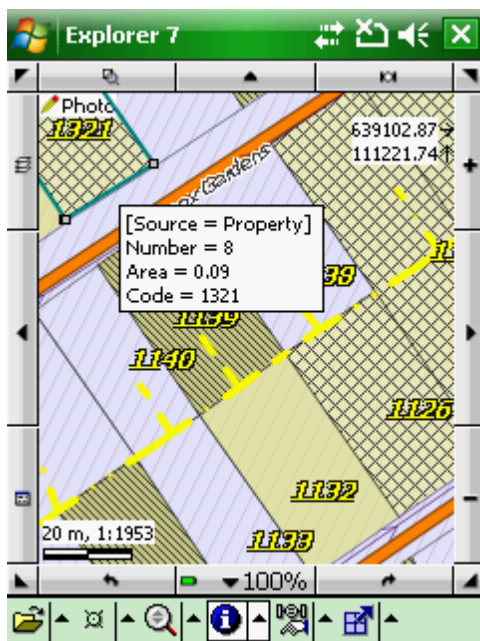 Explorer 7
Photo
1321
639102.87
111221.74
Gardens
[Source = Property]
Number = 8
Area = 0.09
Code = 1321
1139
1140
1126
1132
1133
20 m, 1:1953
100%